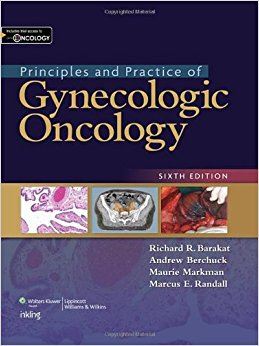 Includes trial access to
ONCOLOGY
Principles and Practice of
Gynecologic
Oncology
SIXTH EDITION
Richard R. Barakat
Andrew Berchuck
Maurie Markman
Marcus E. Randall
Wolters Kluwer
Lippincott
Williams & Wilkins
inkling